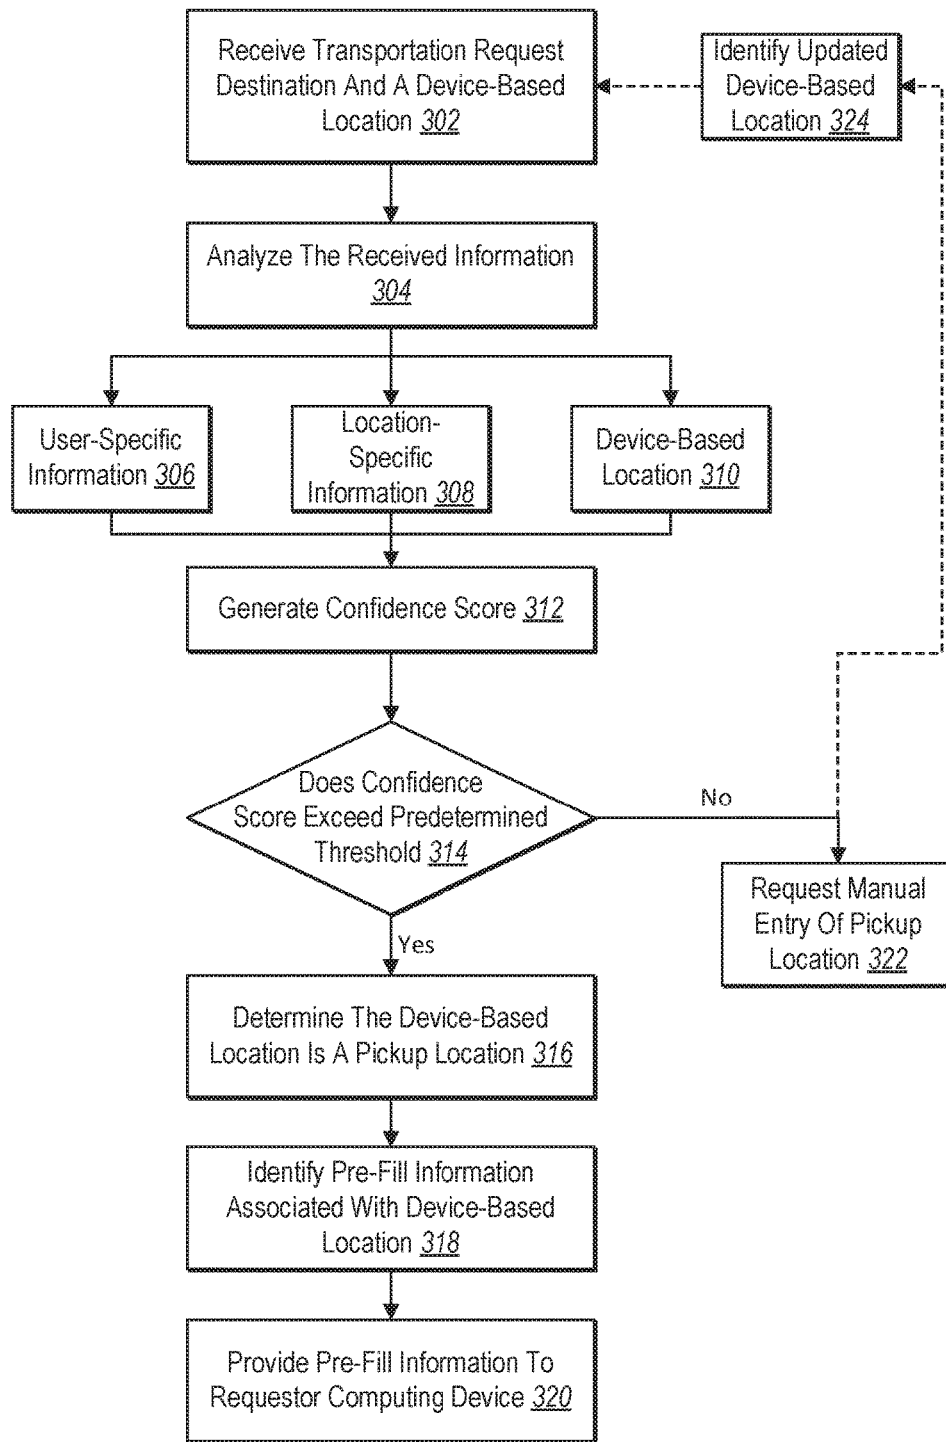 Receive Transportation Request
Destination And A Device-Based
Location 302
Identify Updated
Device-Based
Location 324
Analyze The Received Information
304
User-Specific
Information 306
Location-
Specific
Information 308
Device-Based
Location 310
Generate Confidence Score 312
Does Confidence
Score Exceed Predetermined
Threshold 314
No
Yes
Request Manual
Entry Of Pickup
Location 322
Determine The Device-Based
Location Is A Pickup Location 316
Identify Pre-Fill Information
Associated With Device-Based
Location 318
Provide Pre-Fill Information To
Requestor Computing Device 320